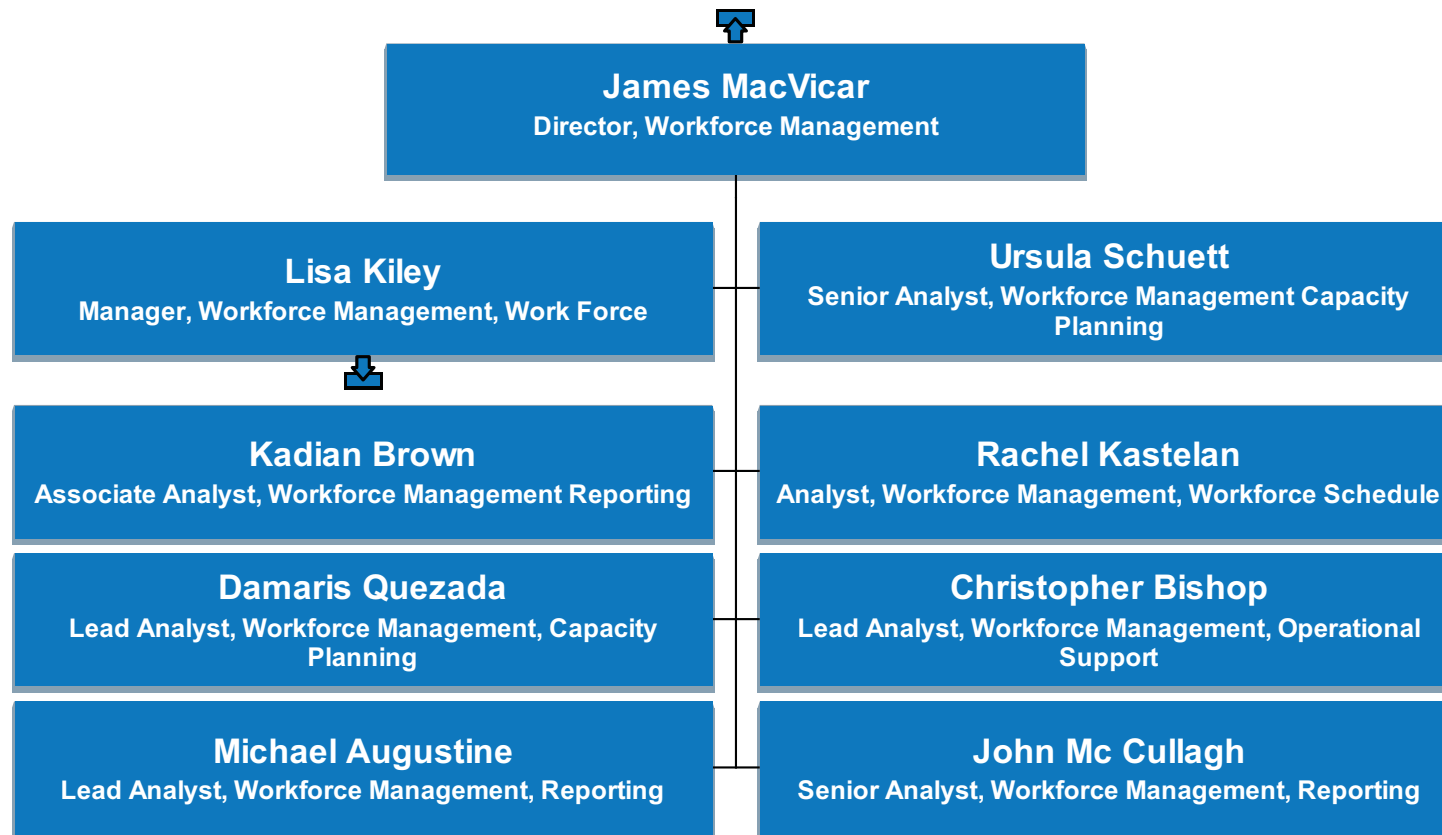 James MacVicar
Director, Workforce Management
Lisa Kiley
Manager, Workforce Management, Work Force
Ursula Schuett
Senior Analyst, Workforce Management Capacity
Planning
Kadian Brown
Associate Analyst, Workforce Management Reporting
Rachel Kastelan
Analyst, Workforce Management, Workforce Schedule
Damaris Quezada
Lead Analyst, Workforce Management, Capacity
Planning
Christopher Bishop
Lead Analyst, Workforce Management, Operational
Support
Michael Augustine
Lead Analyst, Workforce Management, Reporting
John Mc Cullagh
Senior Analyst, Workforce Management, Reporting